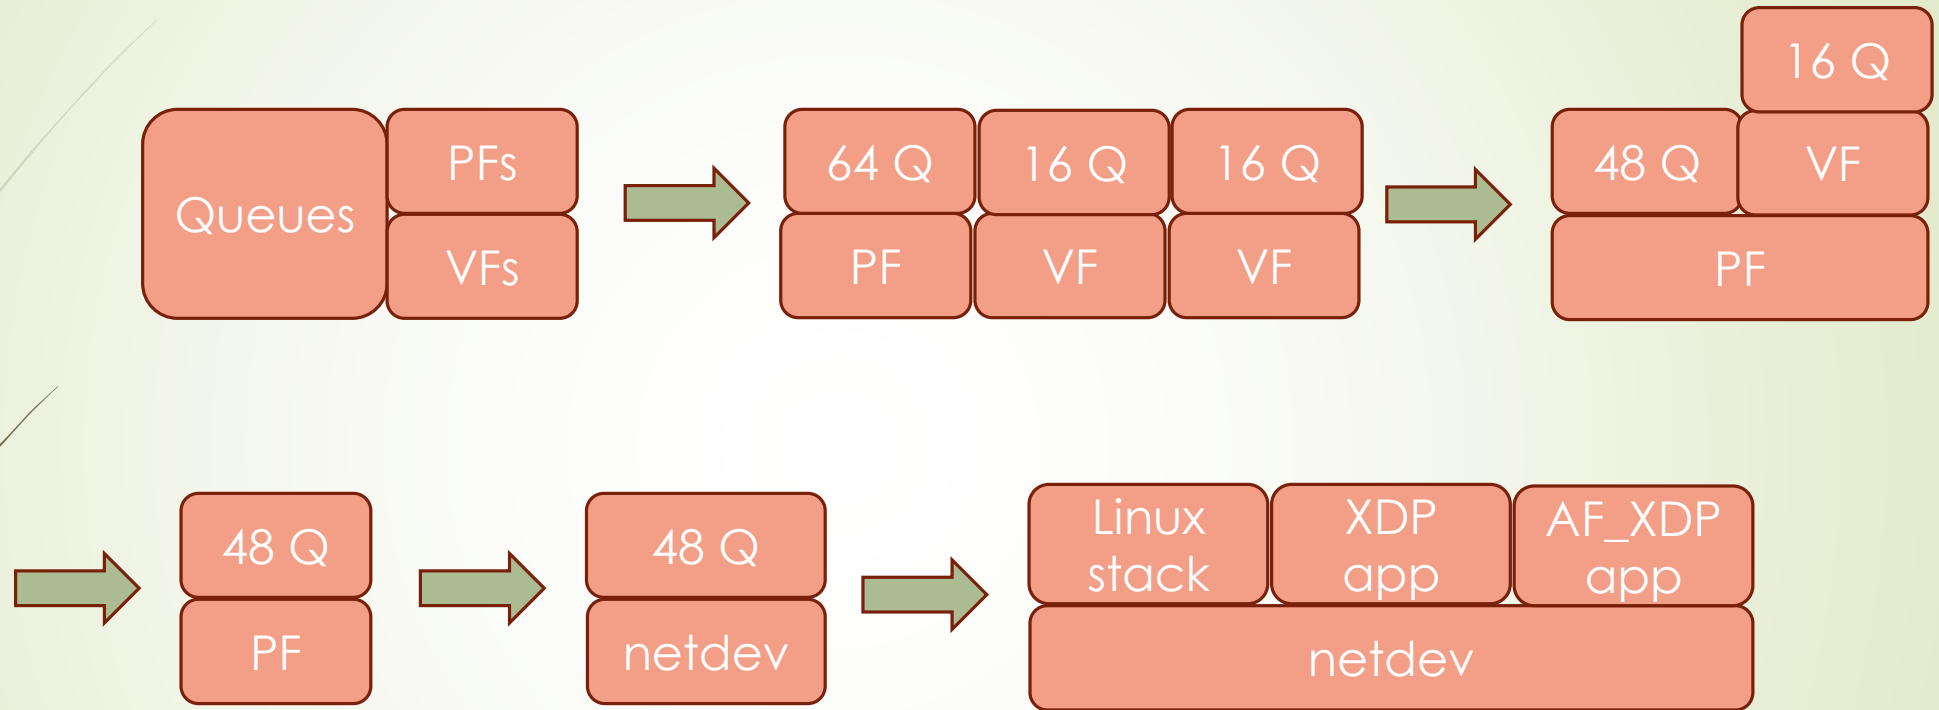 Queues
PFs
VFs
64 Q
16 Q
16 Q
PF
VF
VF
16 Q
48 Q
VF
PF
48 Q
PF
48 Q
netdev
Linux
stack
XDP
app
AF_XDP
app
netdev